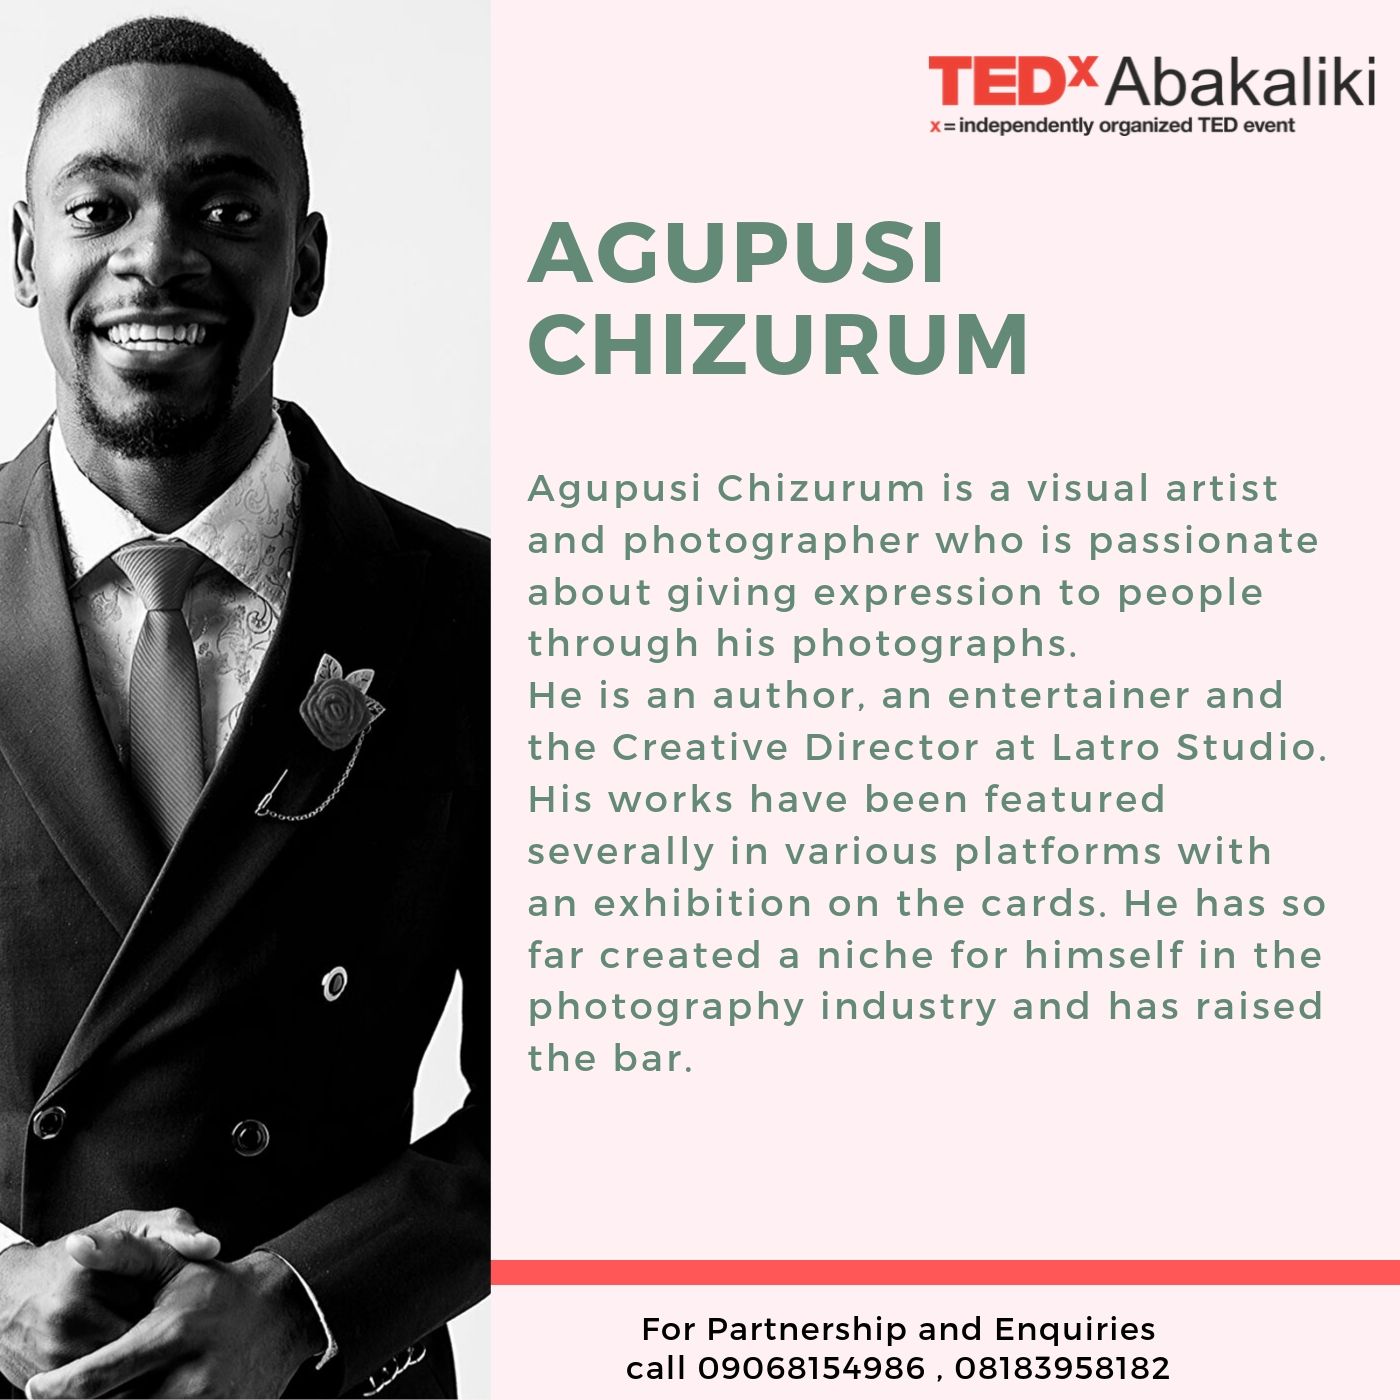 TEDx Abakaliki
x = independently organized TED event
AGUPUSI
CHIZURUM
Agupusi Chizurum is a visual artist
and photographer who is passionate
about giving expression to people
through his photographs.
He is an author, an entertainer and
the Creative Director at Latro Studio.
His works have been featured
severally in various platforms with
an exhibition on the cards. He has so
far created a niche for himself in the
photography industry and has raised
the bar.
For Partnership and Enquiries
call 09068154986 , 08183958182